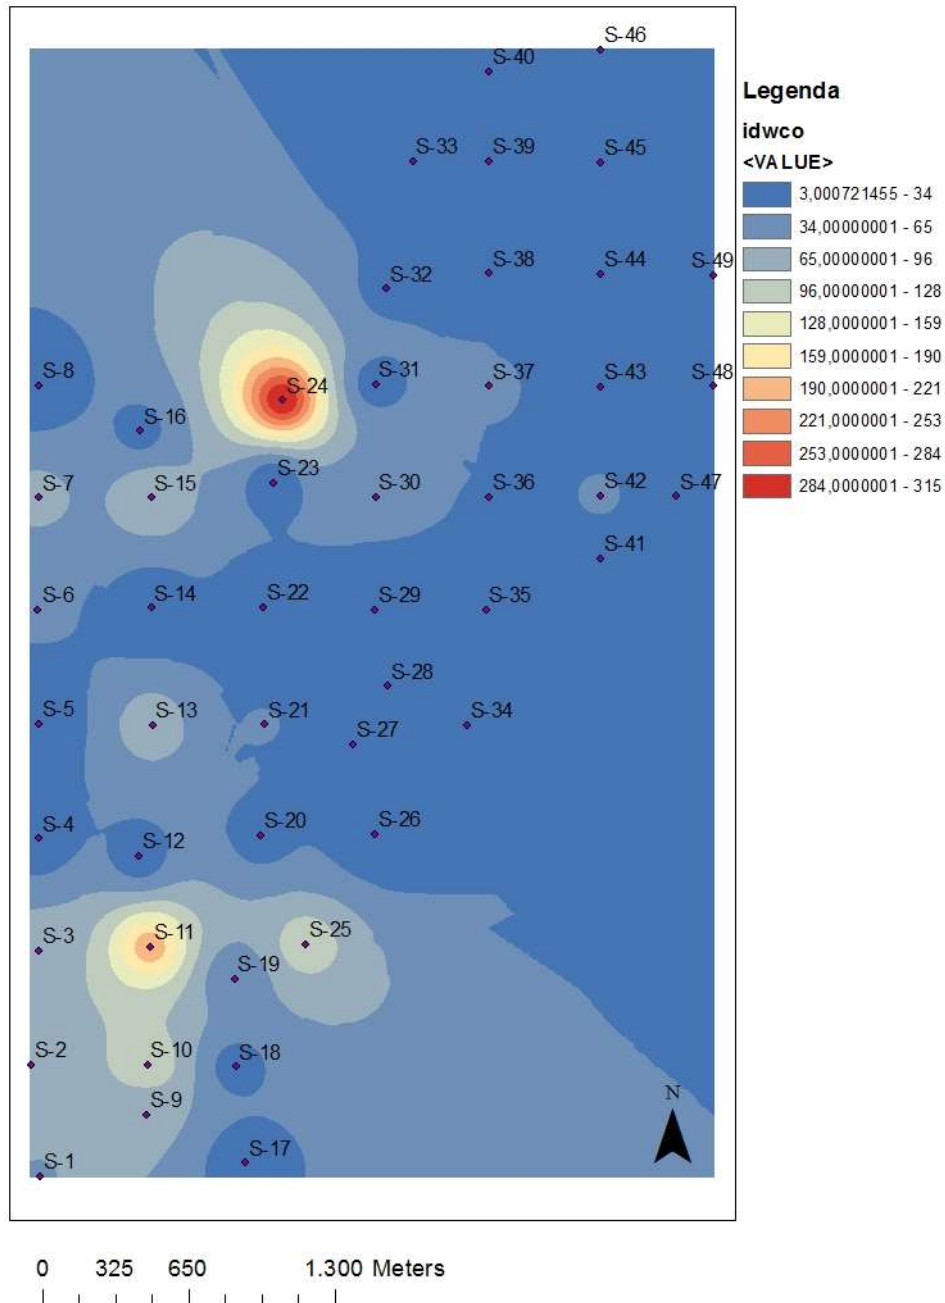 S-46
S-40
S-33
S-39
S-45
S-32
S-38
S-44
S-49
S-8
S-31
S-24
S-37
S-43
S-48
S-16
S-7
S-15
S-23
S-30
S-36
S-42
S-47
S-41
S-6
S-14
S-22
S-29
S-35
S-28
S-5
S-13
S-21
S-27
S-34
S-4
S-12
S-20
S-26
S-3
S-11
S-25
S-19
S-2
S-10
S-18
S-9
S-1
S-17
N
Legenda
idwco
<VALUE>
3,000721455 - 34
34,00000001 - 65
65,00000001 - 96
96,00000001 - 128
128,0000001 - 159
159,0000001 - 190
190,0000001 - 221
221,0000001 - 253
253,0000001 - 284
284,0000001 - 315
0 325 650 1.300 Meters